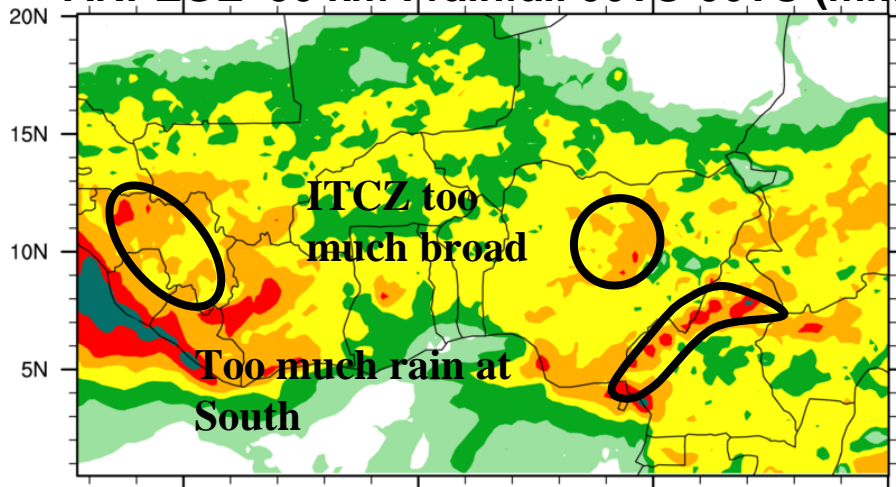 20N
15N
ITCZ too
much broad
10N
Too much rain at
5N
South